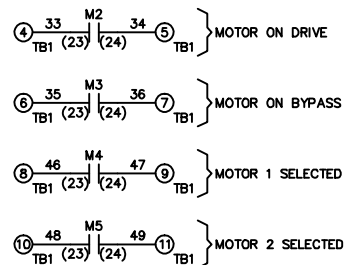 M2
4 33 34 5 MOTOR ON DRIVE
TB1 (23) (24) TB1
M3
6 35 36 7 MOTOR ON BYPASS
TB1 (23) (24) TB1
M4
8 46 47 9 MOTOR 1 SELECTED
TB1 (23) (24) TB1
M5
10 48 49 11 MOTOR 2 SELECTED
TB1 (23) (24) TB1